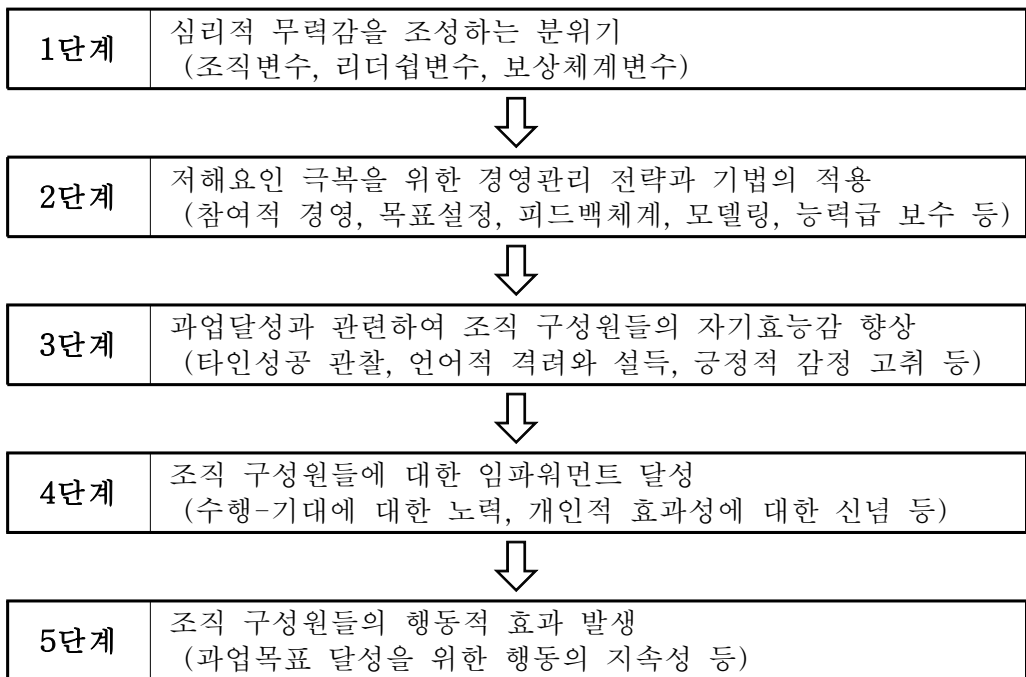 1단계
심리적 무력감을 조성하는 분위기
(조직변수, 리더쉽변수, 보상체계변수)
2단계
저해요인 극복을 위한 경영관리 전략과 기법의 적용
(참여적 경영, 목표설정, 피드백체계, 모델링, 능력급 보수 등)
3단계
과업달성과 관련하여 조직 구성원들의 자기효능감 향상
(타인성공 관찰, 언어적 격려와 설득, 긍정적 감정 고취 등)
4단계
조직 구성원들에 대한 임파워먼트 달성
(수행-기대에 대한 노력, 개인적 효과성에 대한 신념 등)
5단계
조직 구성원들의 행동적 효과 발생
(과업목표 달성을 위한 행동의 지속성 등)